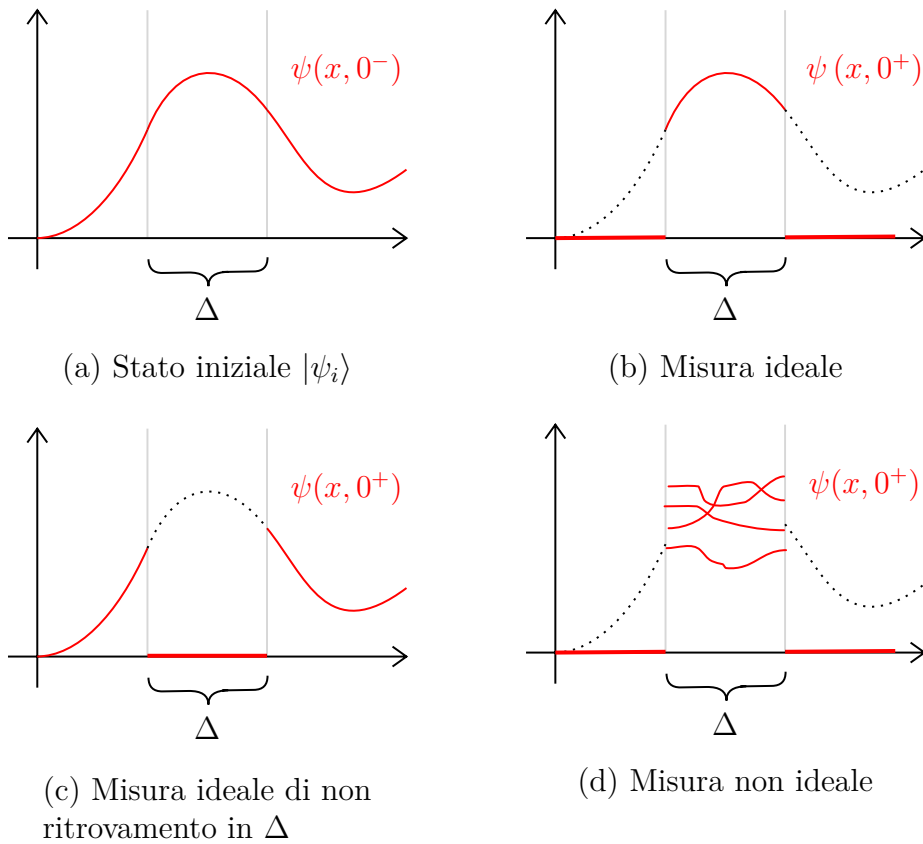 ψ(x, 0⁻)
Δ
(a) Stato iniziale |ψᵢ⟩
ψ (x, 0⁺)
Δ
(b) Misura ideale
ψ(x, 0⁺)
Δ
(c) Misura ideale di non
ritrovamento in Δ
ψ(x, 0⁺)
Δ
(d) Misura non ideale